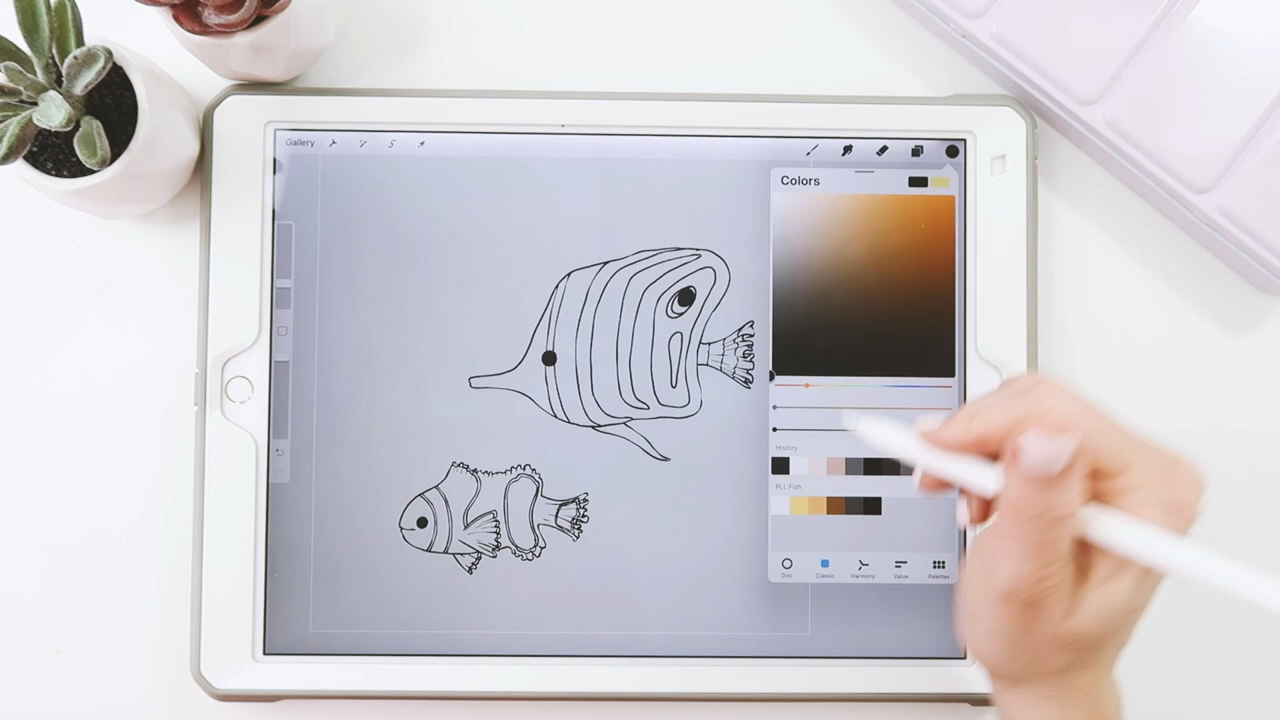 Gallery
Colors
History
PLL Fish
Disc Classic Harmony Value Palettes